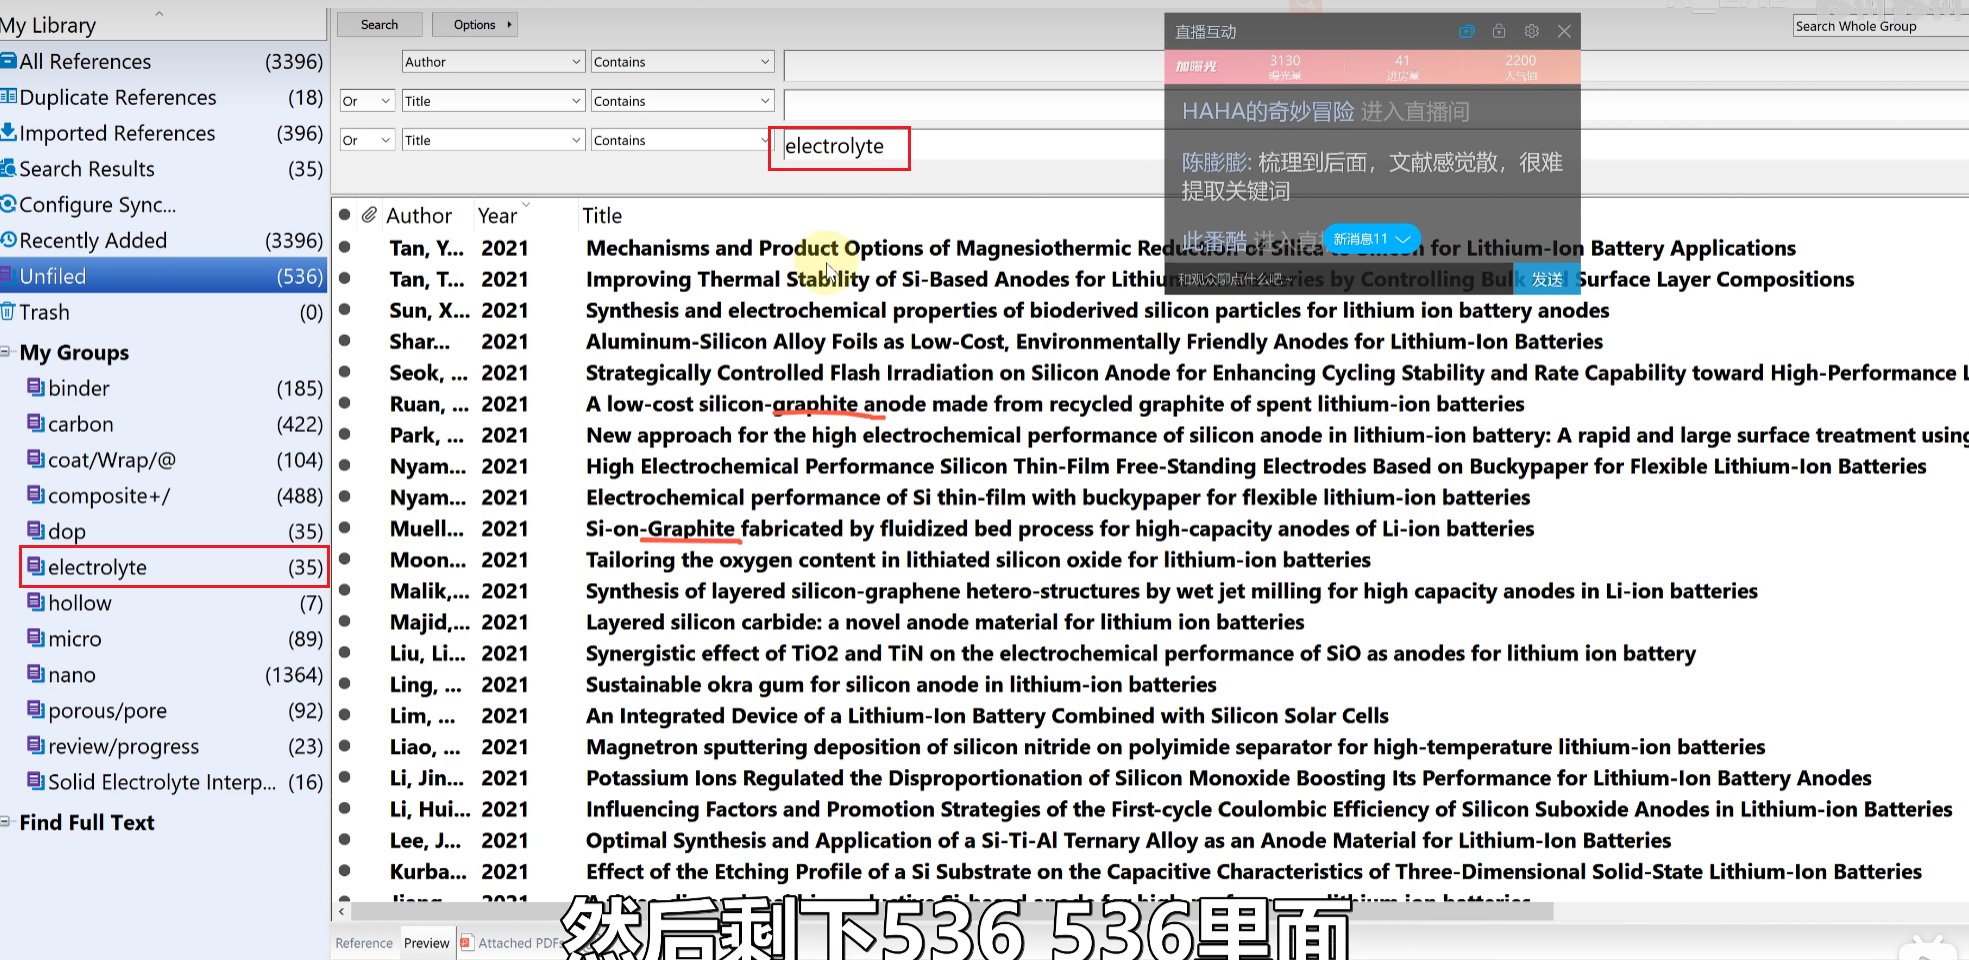 My Library
All References (3396)
Duplicate References (18)
Imported References (396)
Search Results (35)
Configure Sync...
Recently Added (3396)
Unfiled (536)
Trash (0)
My Groups
binder (185)
carbon (422)
coat/Wrap/@ (104)
composite+/ (488)
dop (35)
electrolyte (35)
hollow (7)
micro (89)
nano (1364)
porous/pore (92)
review/progress (23)
Solid Electrolyte Interp... (16)
Find Full Text
Search Options Search Whole Group
Author Contains
Or Title Contains
Or Title Contains electrolyte
直播互动
加曝光 3130 曝光量 41 进房量 2200 人气值
HAHA的奇妙冒险 进入直播间
陈膨膨: 梳理到后面，文献感觉散，很难
提取关键词
此番酷 进入直播
新消息11
和观众聊点什么吧~
发送
Author Year Title
Tan, Y... 2021 Mechanisms and Product Options of Magnesiothermic Reduction of Silica to Silicon for Lithium-Ion Battery Applications
Tan, T... 2021 Improving Thermal Stability of Si-Based Anodes for Lithium-Ion Batteries by Controlling Bulk and Surface Layer Compositions
Sun, X... 2021 Synthesis and electrochemical properties of bioderived silicon particles for lithium ion battery anodes
Shar... 2021 Aluminum-Silicon Alloy Foils as Low-Cost, Environmentally Friendly Anodes for Lithium-Ion Batteries
Seok, ... 2021 Strategically Controlled Flash Irradiation on Silicon Anode for Enhancing Cycling Stability and Rate Capability toward High-Performance L
Ruan, ... 2021 A low-cost silicon-graphite anode made from recycled graphite of spent lithium-ion batteries
Park, ... 2021 New approach for the high electrochemical performance of silicon anode in lithium-ion battery: A rapid and large surface treatment using
Nyam... 2021 High Electrochemical Performance Silicon Thin-Film Free-Standing Electrodes Based on Buckypaper for Flexible Lithium-Ion Batteries
Nyam... 2021 Electrochemical performance of Si thin-film with buckypaper for flexible lithium-ion batteries
Muell... 2021 Si-on-Graphite fabricated by fluidized bed process for high-capacity anodes of Li-ion batteries
Moon... 2021 Tailoring the oxygen content in lithiated silicon oxide for lithium-ion batteries
Malik,... 2021 Synthesis of layered silicon-graphene hetero-structures by wet jet milling for high capacity anodes in Li-ion batteries
Majid,... 2021 Layered silicon carbide: a novel anode material for lithium ion batteries
Liu, Li... 2021 Synergistic effect of TiO2 and TiN on the electrochemical performance of SiO as anodes for lithium ion battery
Ling, ... 2021 Sustainable okra gum for silicon anode in lithium-ion batteries
Lim, ... 2021 An Integrated Device of a Lithium-Ion Battery Combined with Silicon Solar Cells
Liao, ... 2021 Magnetron sputtering deposition of silicon nitride on polyimide separator for high-temperature lithium-ion batteries
Li, Jin... 2021 Potassium Ions Regulated the Disproportionation of Silicon Monoxide Boosting Its Performance for Lithium-Ion Battery Anodes
Li, Hui... 2021 Influencing Factors and Promotion Strategies of the First-cycle Coulombic Efficiency of Silicon Suboxide Anodes in Lithium-ion Batteries
Lee, J... 2021 Optimal Synthesis and Application of a Si-Ti-Al Ternary Alloy as an Anode Material for Lithium-Ion Batteries
Kurba... 2021 Effect of the Etching Profile of a Si Substrate on the Capacitive Characteristics of Three-Dimensional Solid-State Lithium-Ion Batteries
Reference Preview Attached PDFs
然后剩下536 536里面